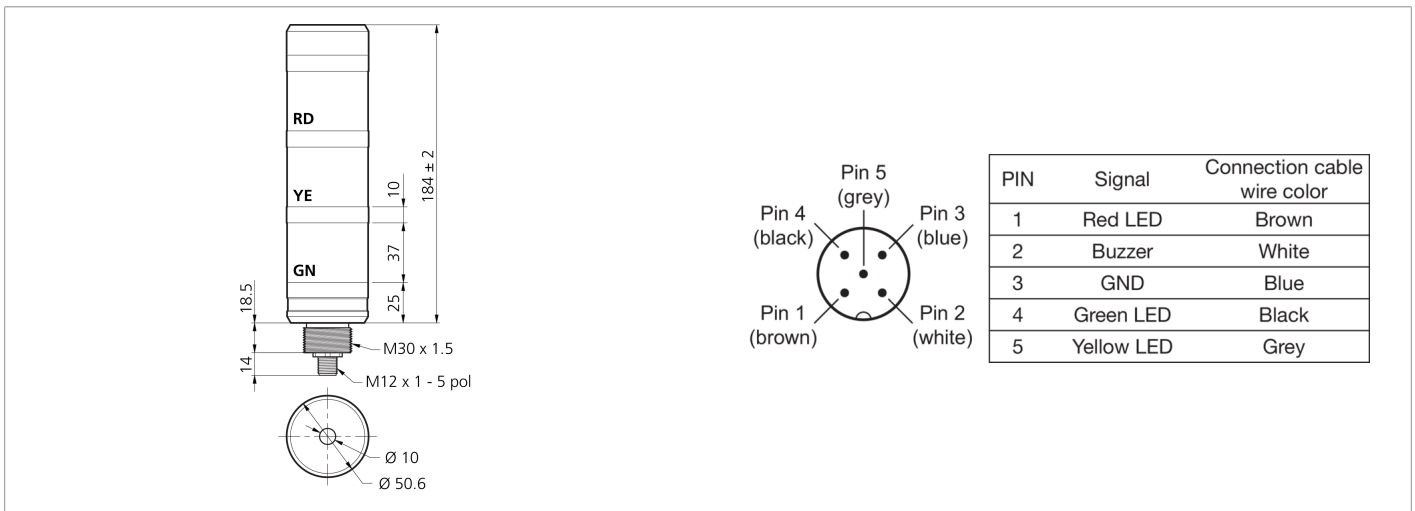 RD
YE
GN
184 ± 2
10
37
25
18.5
14
M30 x 1.5
M12 x 1 - 5 pol
Ø 10
Ø 50.6
Pin 5
(grey)
Pin 4
(black)
Pin 3
(blue)
Pin 1
(brown)
Pin 2
(white)
PIN Signal Connection cable
wire color
1 Red LED Brown
2 Buzzer White
3 GND Blue
4 Green LED Black
5 Yellow LED Grey